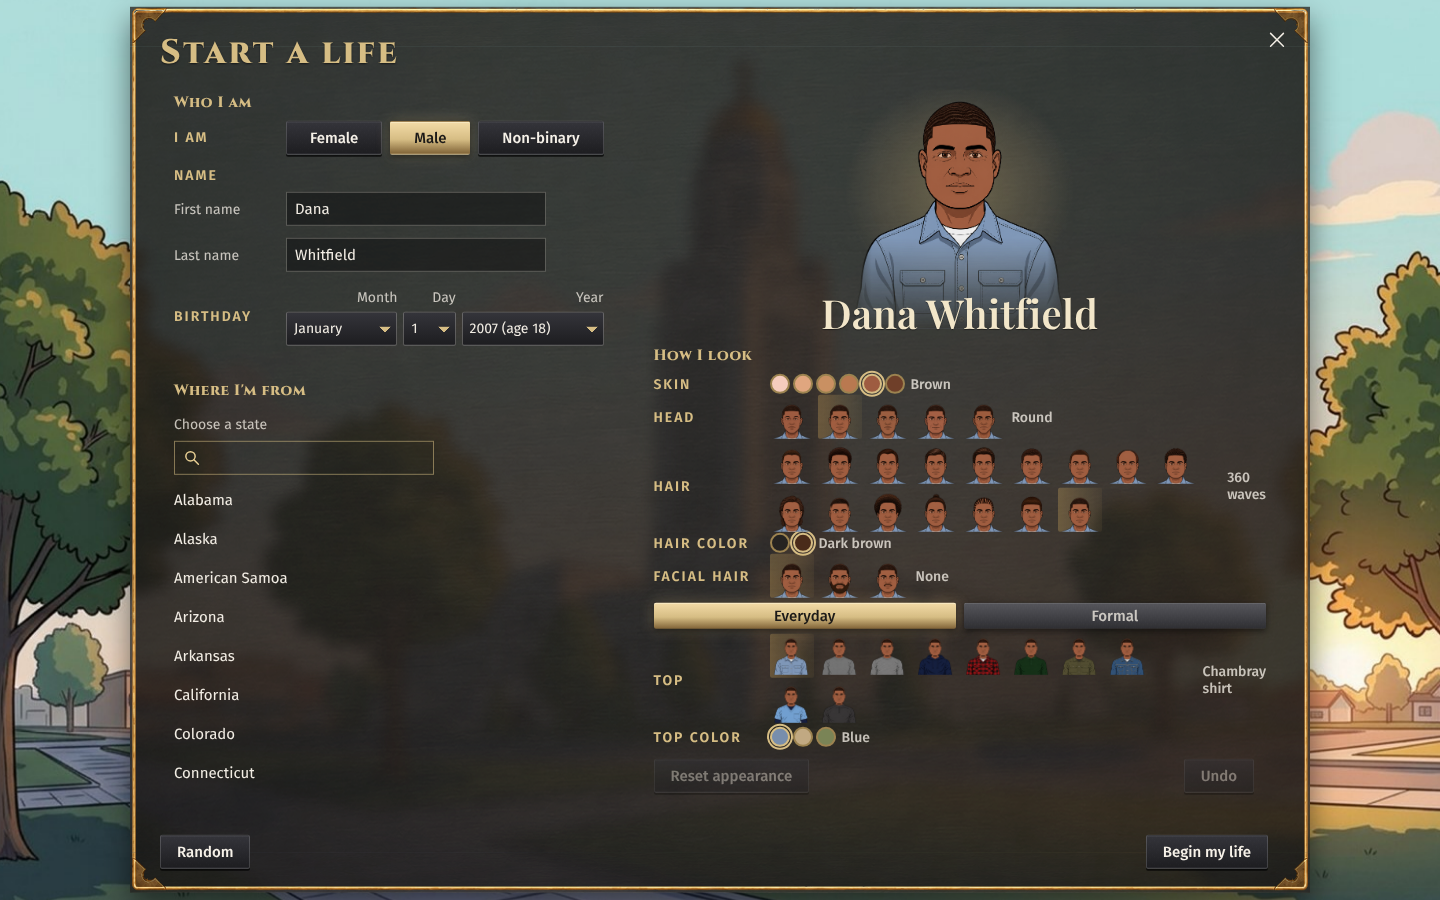 Start a life
Who I am
I AM
Female
Male
Non-binary
NAME
First name
Dana
Last name
Whitfield
Month
Day
Year
BIRTHDAY
January
1
2007 (age 18)
Where I'm from
Choose a state
Alabama
Alaska
American Samoa
Arizona
Arkansas
California
Colorado
Connecticut
Random
Dana Whitfield
How I look
SKIN
Brown
HEAD
Round
HAIR
360
waves
HAIR COLOR
Dark brown
FACIAL HAIR
None
Everyday
Formal
TOP
Chambray
shirt
TOP COLOR
Blue
Reset appearance
Undo
Begin my life